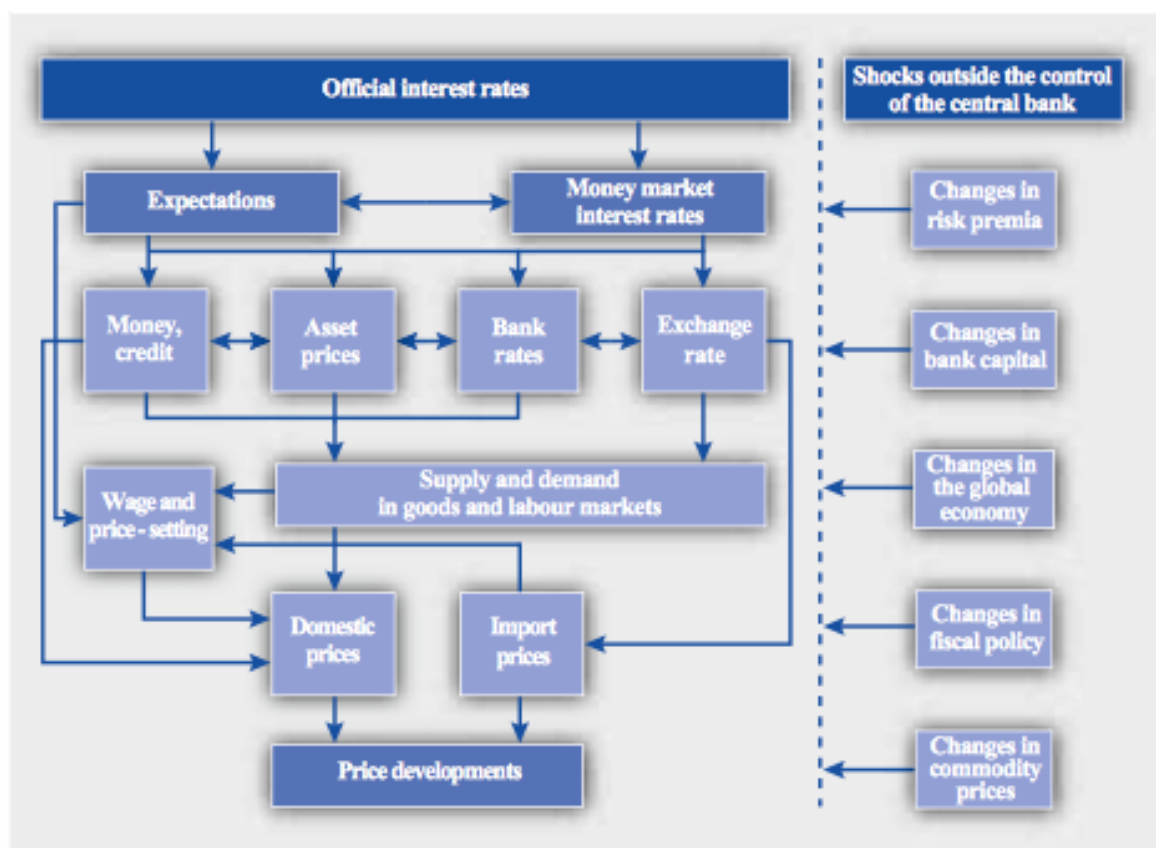 Official interest rates
Shocks outside the control
of the central bank
Expectations
Money market
interest rates
Changes in
risk premia
Money,
credit
Asset
prices
Bank
rates
Exchange
rate
Changes in
bank capital
Wage and
price - setting
Supply and demand
in goods and labour markets
Changes in
the global
economy
Domestic
prices
Import
prices
Changes in
fiscal policy
Price developments
Changes in
commodity
prices